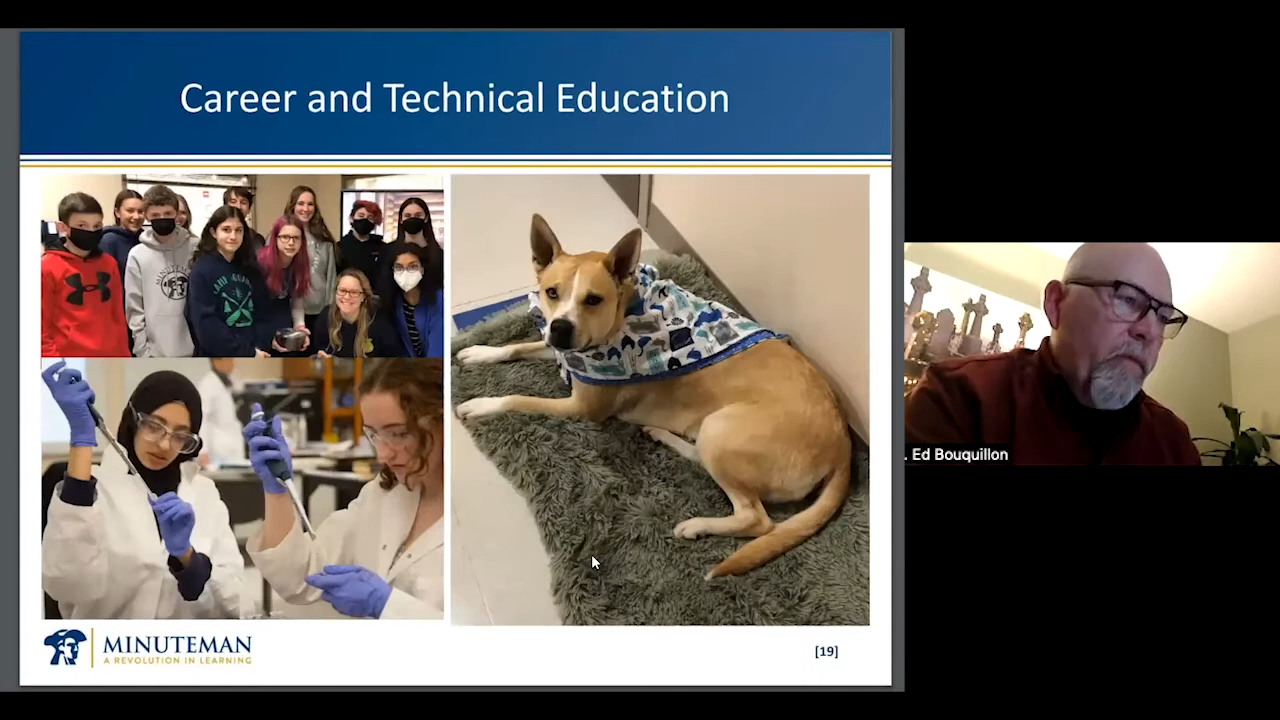 Career and Technical Education
MINUTEMAN
A REVOLUTION IN LEARNING
[19]
. Ed Bouquillon